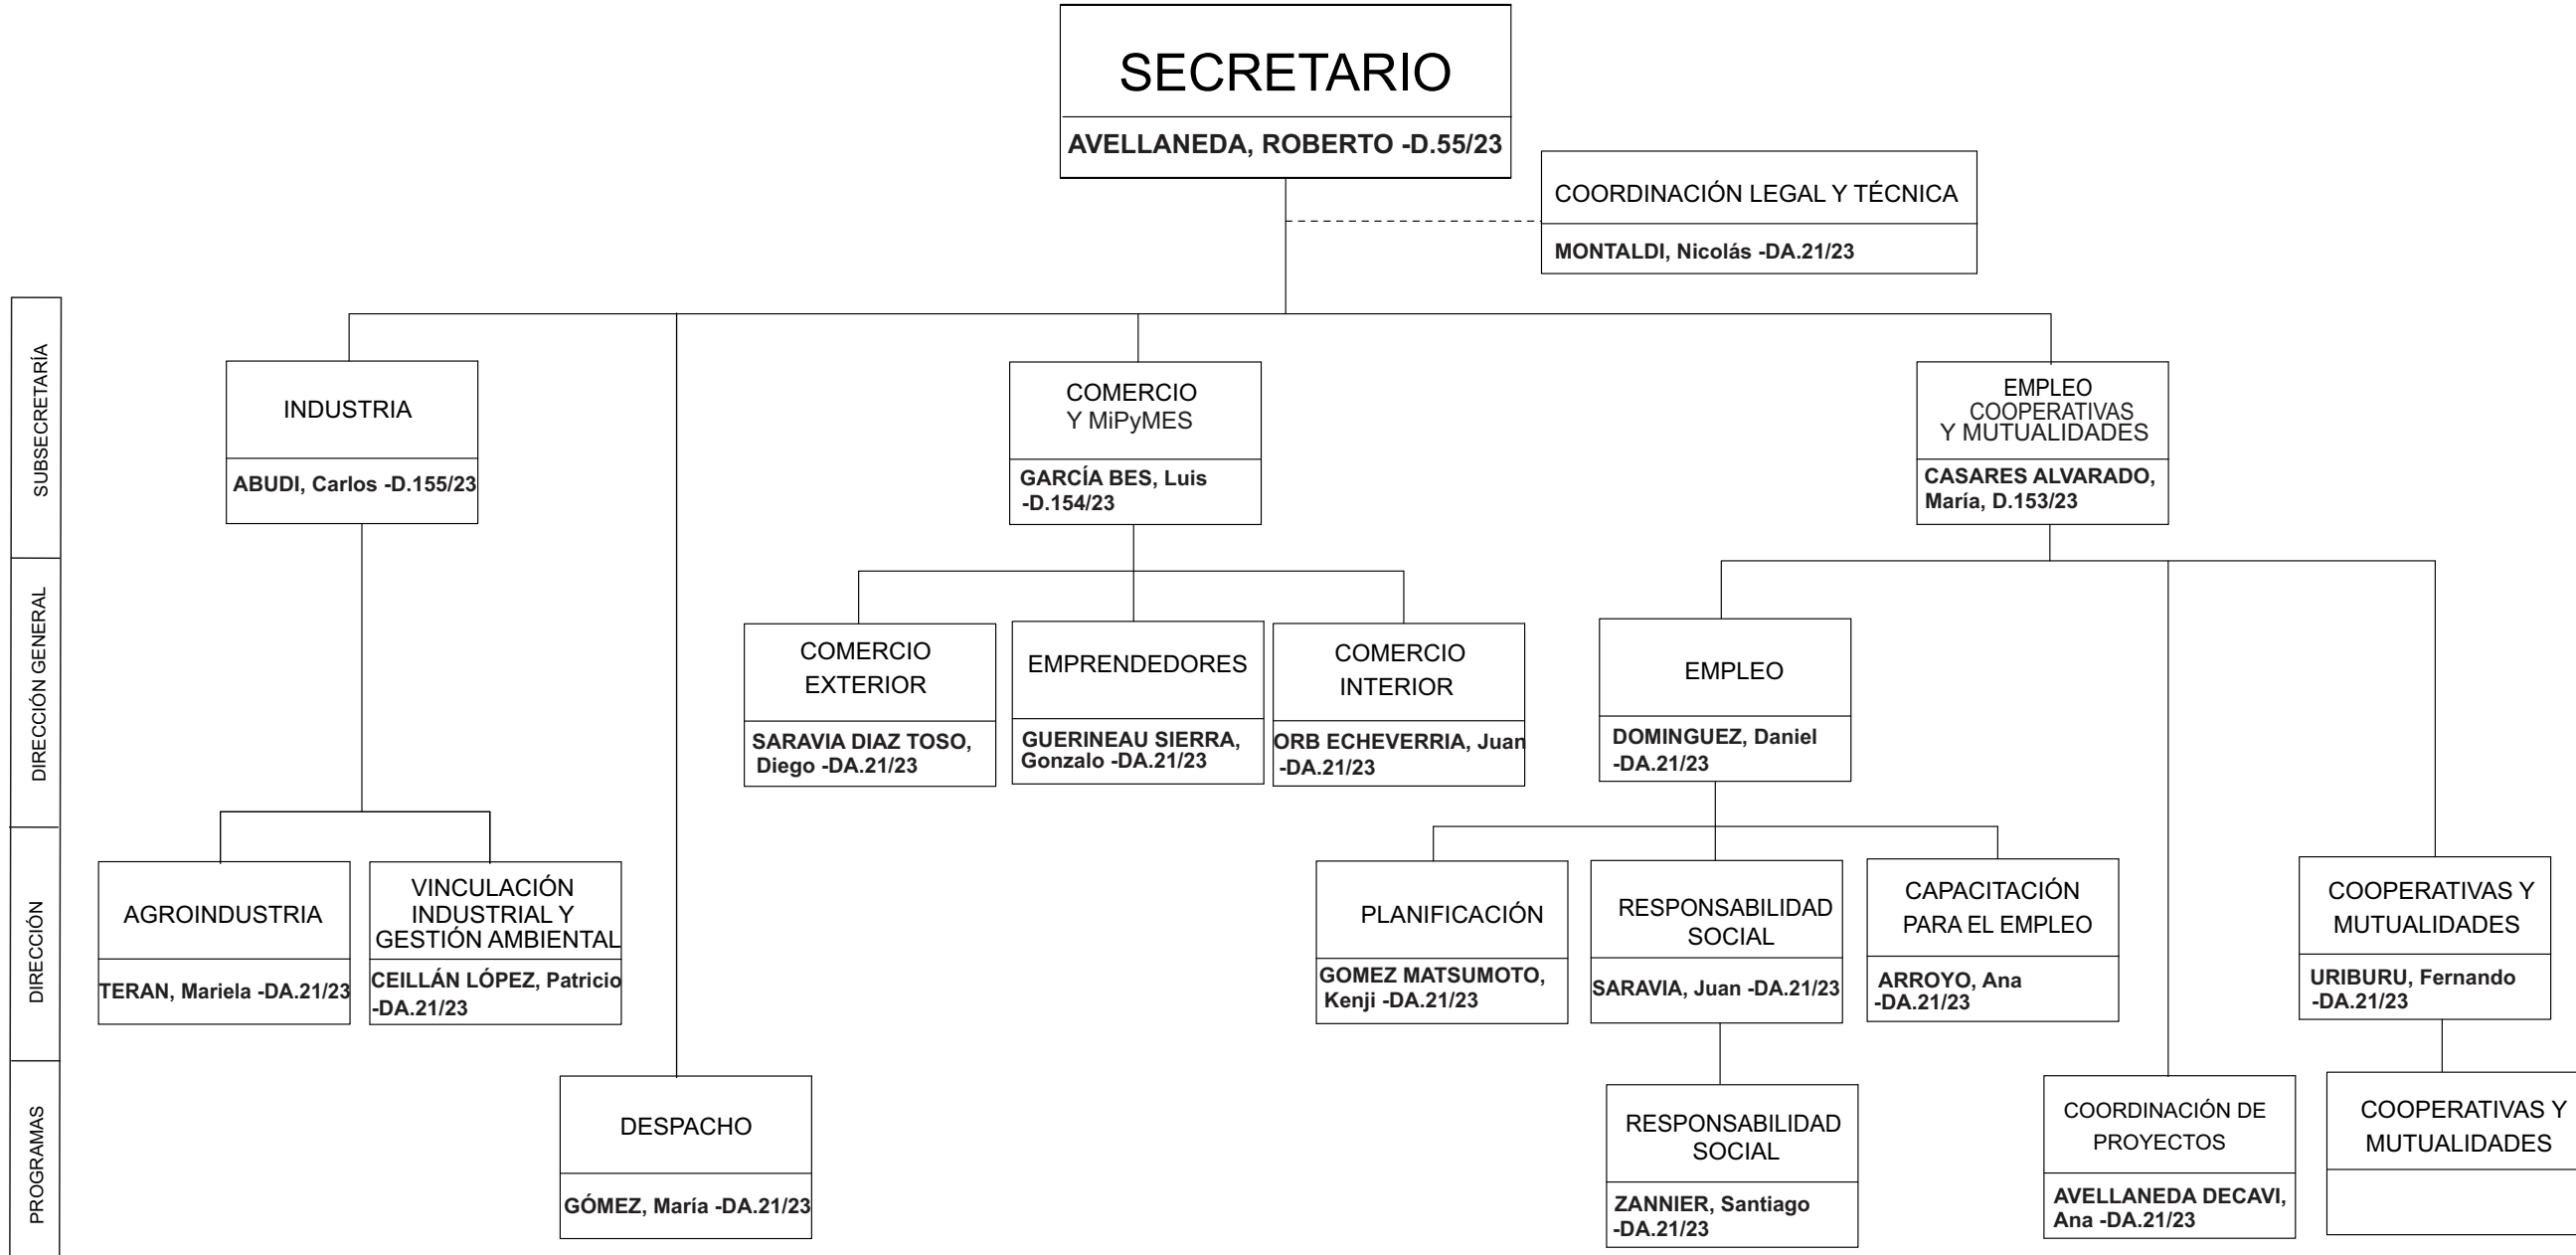 SECRETARIO
AVELLANEDA, ROBERTO -D.55/23
COORDINACIÓN LEGAL Y TÉCNICA
MONTALDI, Nicolás -DA.21/23
SUBSECRETARÍA
INDUSTRIA
ABUDI, Carlos -D.155/23
COMERCIO
Y MiPyMES
GARCÍA BES, Luis
-D.154/23
EMPLEO
COOPERATIVAS
Y MUTUALIDADES
CASARES ALVARADO,
María, D.153/23
DIRECCIÓN GENERAL
COMERCIO
EXTERIOR
SARAVIA DIAZ TOSO,
Diego -DA.21/23
EMPRENDEDORES
GUERINEAU SIERRA,
Gonzalo -DA.21/23
COMERCIO
INTERIOR
ORB ECHEVERRIA, Juan
-DA.21/23
EMPLEO
DOMINGUEZ, Daniel
-DA.21/23
DIRECCIÓN
AGROINDUSTRIA
TERAN, Mariela -DA.21/23
VINCULACIÓN
INDUSTRIAL Y
GESTIÓN AMBIENTAL
CEILLÁN LÓPEZ, Patricio
-DA.21/23
PLANIFICACIÓN
GOMEZ MATSUMOTO,
Kenji -DA.21/23
RESPONSABILIDAD
SOCIAL
SARAVIA, Juan -DA.21/23
CAPACITACIÓN
PARA EL EMPLEO
ARROYO, Ana
-DA.21/23
COOPERATIVAS Y
MUTUALIDADES
URIBURU, Fernando
-DA.21/23
PROGRAMAS
DESPACHO
GÓMEZ, María -DA.21/23
RESPONSABILIDAD
SOCIAL
ZANNIER, Santiago
-DA.21/23
COORDINACIÓN DE
PROYECTOS
AVELLANEDA DECAVI,
Ana -DA.21/23
COOPERATIVAS Y
MUTUALIDADES